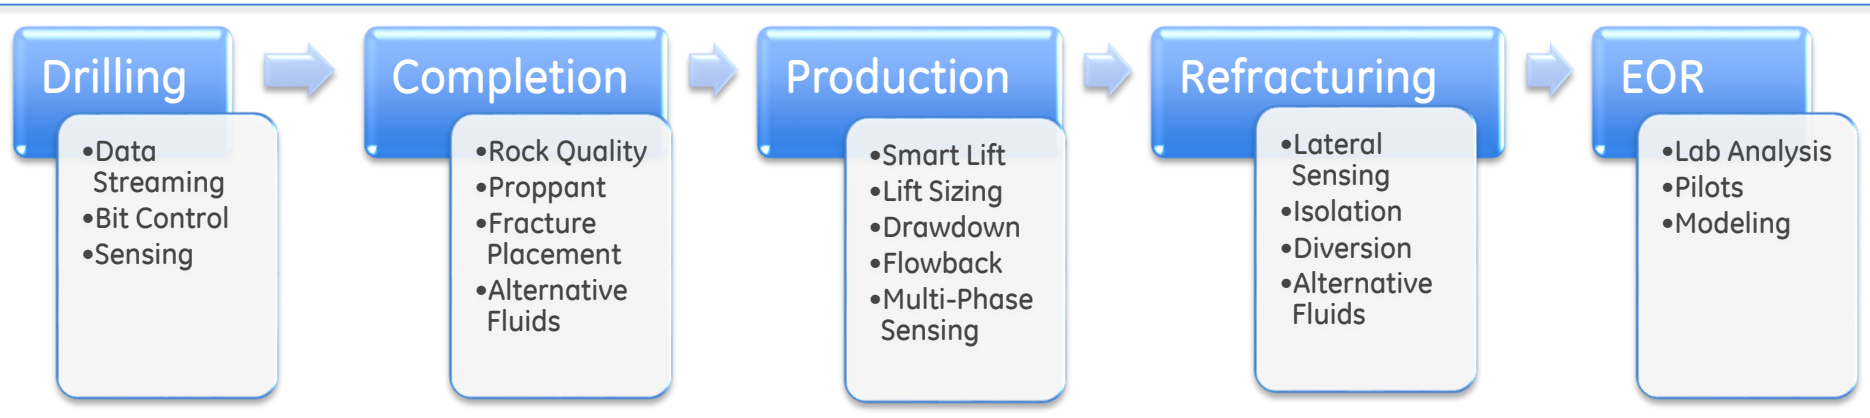 Drilling
•Data
Streaming
•Bit Control
•Sensing
Completion
•Rock Quality
•Proppant
•Fracture
Placement
•Alternative
Fluids
Production
•Smart Lift
•Lift Sizing
•Drawdown
•Flowback
•Multi-Phase
Sensing
Refracturing
•Lateral
Sensing
•Isolation
•Diversion
•Alternative
Fluids
EOR
•Lab Analysis
•Pilots
•Modeling